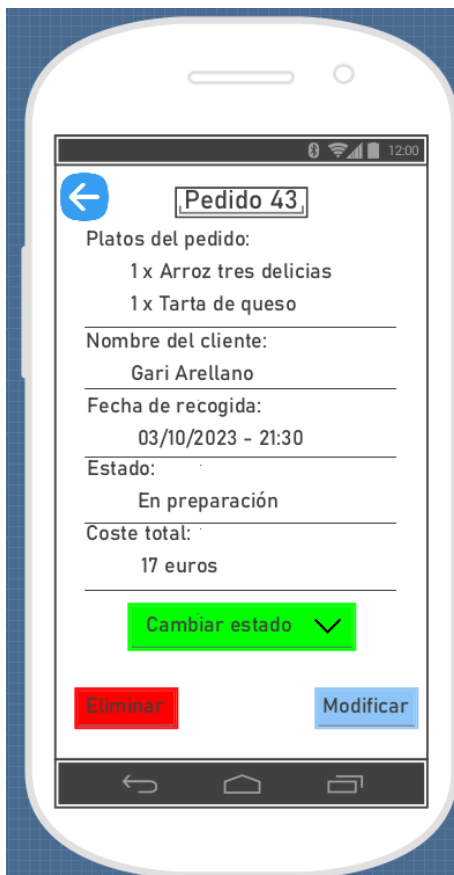 12:00
Pedido 43
Platos del pedido:
1 x Arroz tres delicias
1 x Tarta de queso
Nombre del cliente:
Gari Arellano
Fecha de recogida:
03/10/2023 - 21:30
Estado:
En preparación
Coste total:
17 euros
Cambiar estado
Eliminar
Modificar